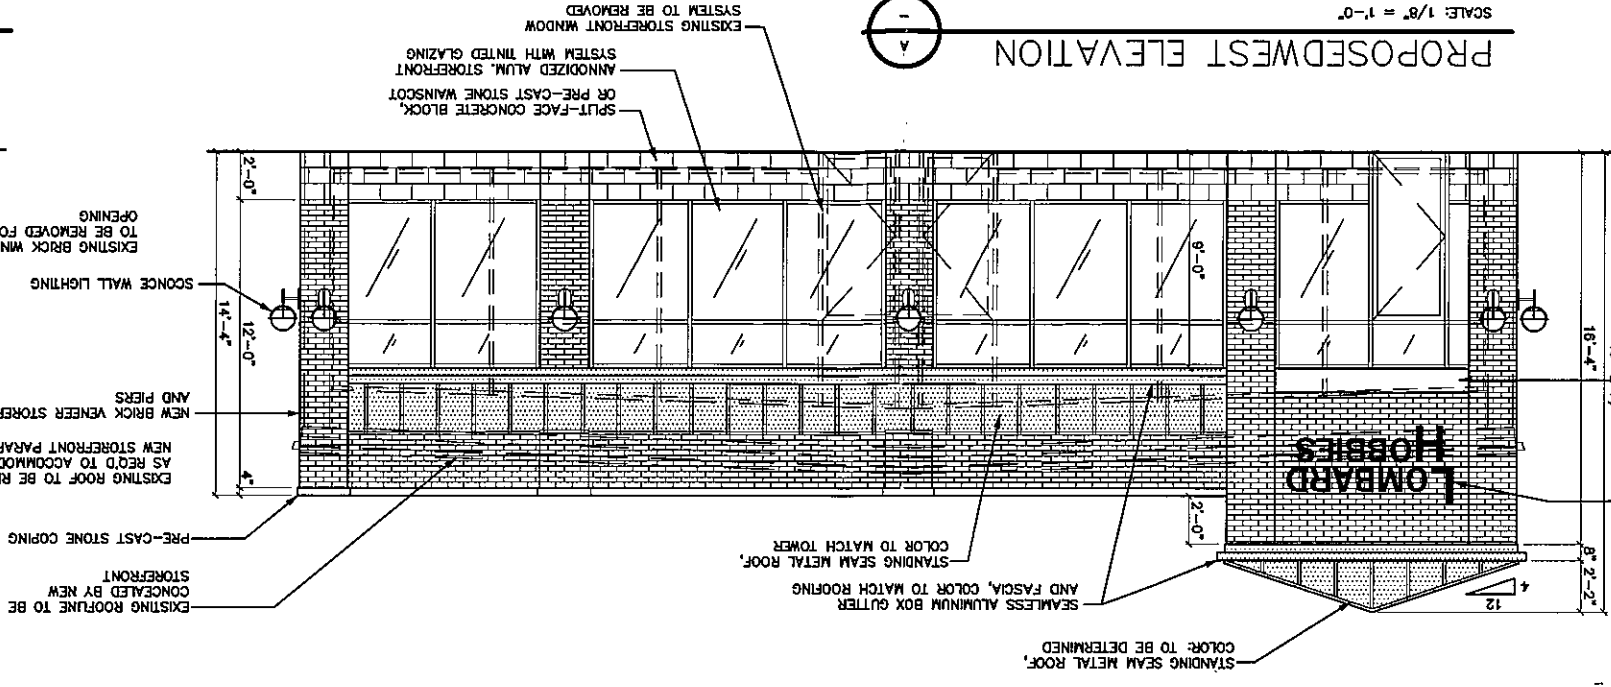 STANDING SEAM METAL ROOF,
COLOR: TO BE DETERMINED
4
12
SEAMLESS ALUMINUM BOX GUTTER
AND FASCIA, COLOR TO MATCH ROOFING
STANDING SEAM METAL ROOF,
COLOR TO MATCH TOWER
EXISTING ROOFLINE TO BE
CONCEALED BY NEW
STOREFRONT
PRE-CAST STONE COPING
EXISTING ROOF TO BE RE
AS REQ'D TO ACCOMMOD
NEW STOREFRONT PARAP
NEW BRICK VENEER STOREF
AND PIERS
SCONCE WALL LIGHTING
EXISTING BRICK WIN
TO BE REMOVED FO
OPENING
LOMBARD
HOBBIES
2'-2"
8"
16'-4"
2'-0"
9'-0"
4"
12'-0"
14'-4"
2'-0"
SPLIT-FACE CONCRETE BLOCK,
OR PRE-CAST STONE WAINSCOT
ANNODIZED ALUM. STOREFRONT
SYSTEM WITH TINTED GLAZING
EXISTING STOREFRONT WINDOW
SYSTEM TO BE REMOVED
PROPOSEDWEST ELEVATION
SCALE: 1/8" = 1'-0"
A
-